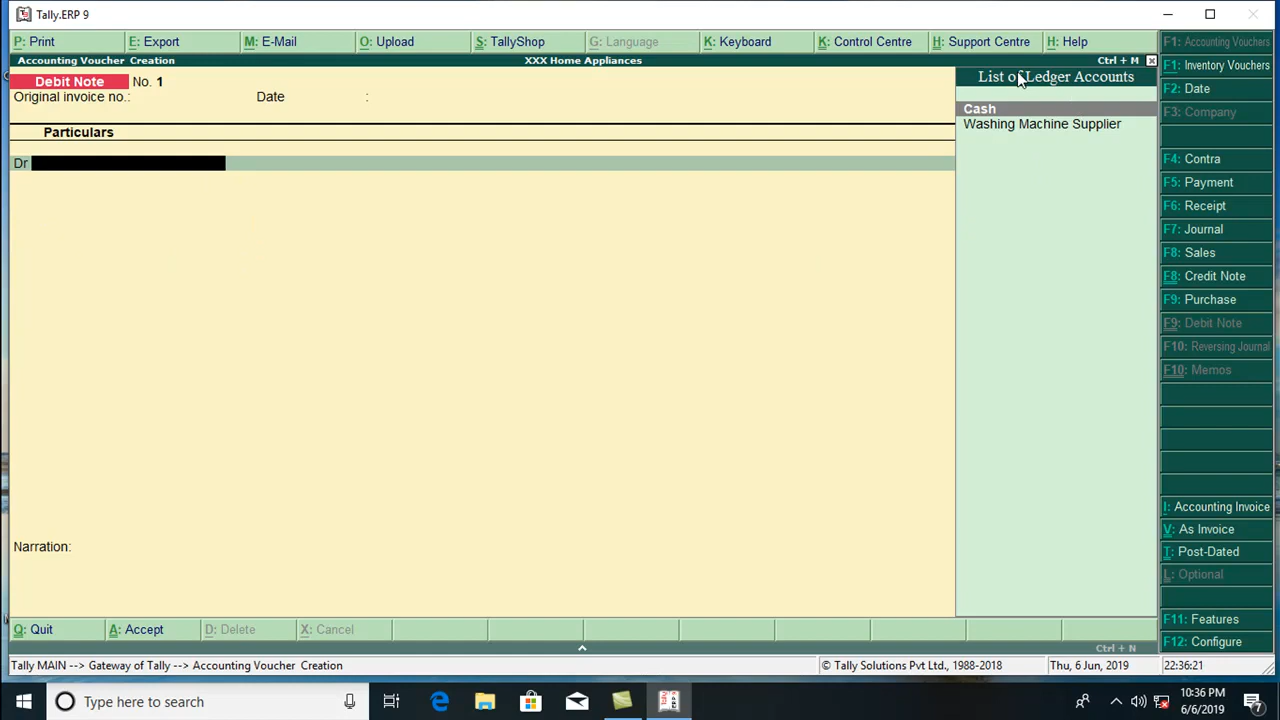 Tally.ERP 9
P: Print E: Export M: E-Mail O: Upload S: TallyShop G: Language K: Keyboard K: Control Centre H: Support Centre H: Help
F1: Accounting Vouchers
Accounting Voucher Creation XXX Home Appliances Ctrl + M
F1: Inventory Vouchers
Debit Note No. 1
List of Ledger Accounts
F2: Date
Original invoice no.: Date :
Cash
F3: Company
Washing Machine Supplier
Particulars
Dr
F4: Contra
F5: Payment
F6: Receipt
F7: Journal
F8: Sales
F8: Credit Note
F9: Purchase
F9: Debit Note
F10: Reversing Journal
F10: Memos
I: Accounting Invoice
V: As Invoice
Narration:
T: Post-Dated
L: Optional
F11: Features
Q: Quit A: Accept D: Delete X: Cancel
F12: Configure
Ctrl + N
Tally MAIN --> Gateway of Tally --> Accounting Voucher Creation © Tally Solutions Pvt Ltd., 1988-2018 Thu, 6 Jun, 2019 22:36:21
Type here to search
10:36 PM
6/6/2019
7